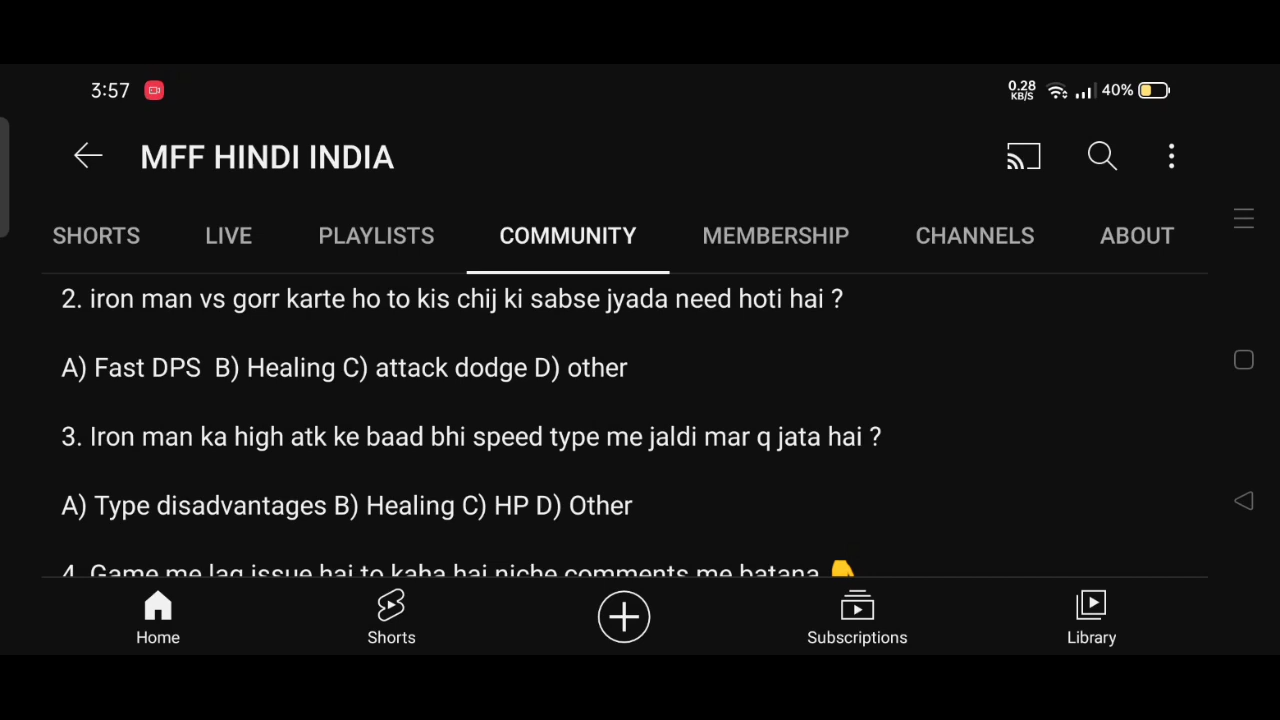 3:57
0.28 KB/S 40%
MFF HINDI INDIA
SHORTS LIVE PLAYLISTS COMMUNITY MEMBERSHIP CHANNELS ABOUT
2. iron man vs gorr karte ho to kis chij ki sabse jyada need hoti hai ?
A) Fast DPS B) Healing C) attack dodge D) other
3. Iron man ka high atk ke baad bhi speed type me jaldi mar q jata hai ?
A) Type disadvantages B) Healing C) HP D) Other
4. Game me lag issue hai to kaha hai niche comments me batana 👇
Home Shorts Subscriptions Library